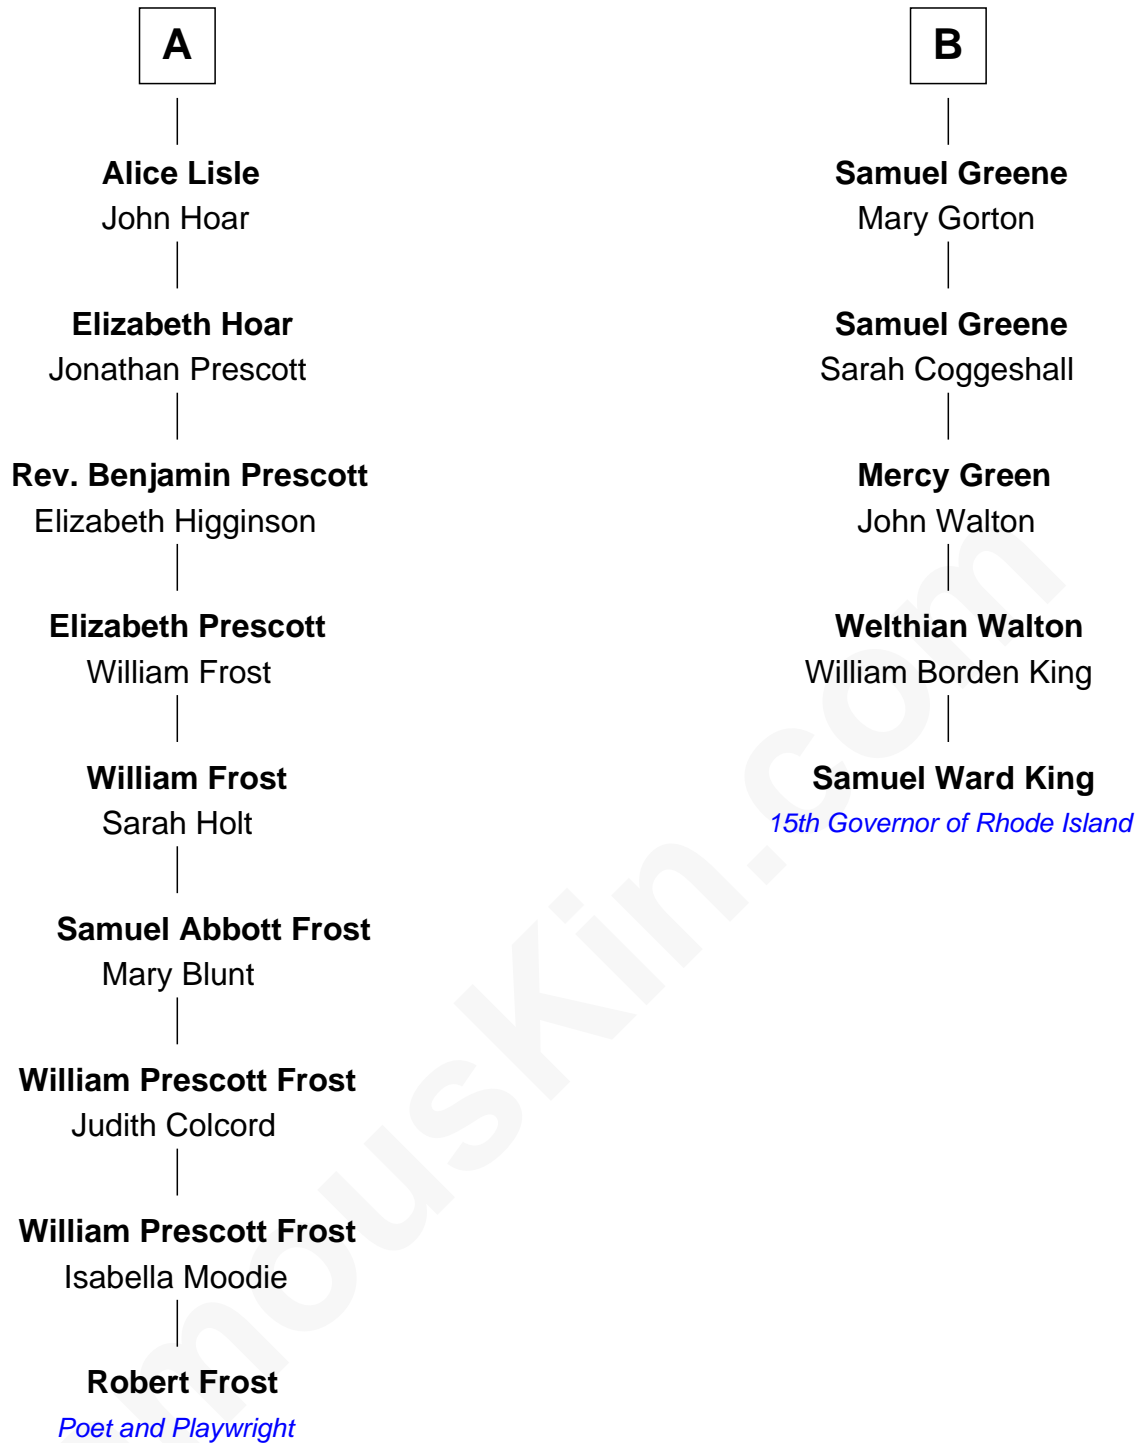 A
Alice Lisle
John Hoar
Elizabeth Hoar
Jonathan Prescott
Rev. Benjamin Prescott
Elizabeth Higginson
Elizabeth Prescott
William Frost
William Frost
Sarah Holt
Samuel Abbott Frost
Mary Blunt
William Prescott Frost
Judith Colcord
William Prescott Frost
Isabella Moodie
Robert Frost
Poet and Playwright
B
Samuel Greene
Mary Gorton
Samuel Greene
Sarah Coggeshall
Mercy Green
John Walton
Welthian Walton
William Borden King
Samuel Ward King
15th Governor of Rhode Island
mousKin.com